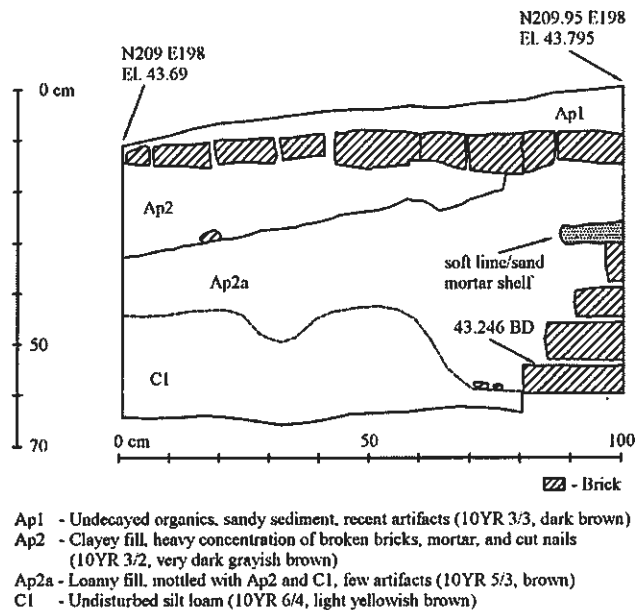 N209 E198
El. 43.69
N209.95 E198
El. 43.795
0 cm
Ap1
Ap2
Ap2a
soft lime/sand
mortar shelf
43.246 BD
50
C1
70
0 cm
50
100
- Brick
Ap1 - Undecayed organics, sandy sediment, recent artifacts (10YR 3/3, dark brown)
Ap2 - Clayey fill, heavy concentration of broken bricks, mortar, and cut nails
(10YR 3/2, very dark grayish brown)
Ap2a - Loamy fill, mottled with Ap2 and C1, few artifacts (10YR 5/3, brown)
C1 - Undisturbed silt loam (10YR 6/4, light yellowish brown)